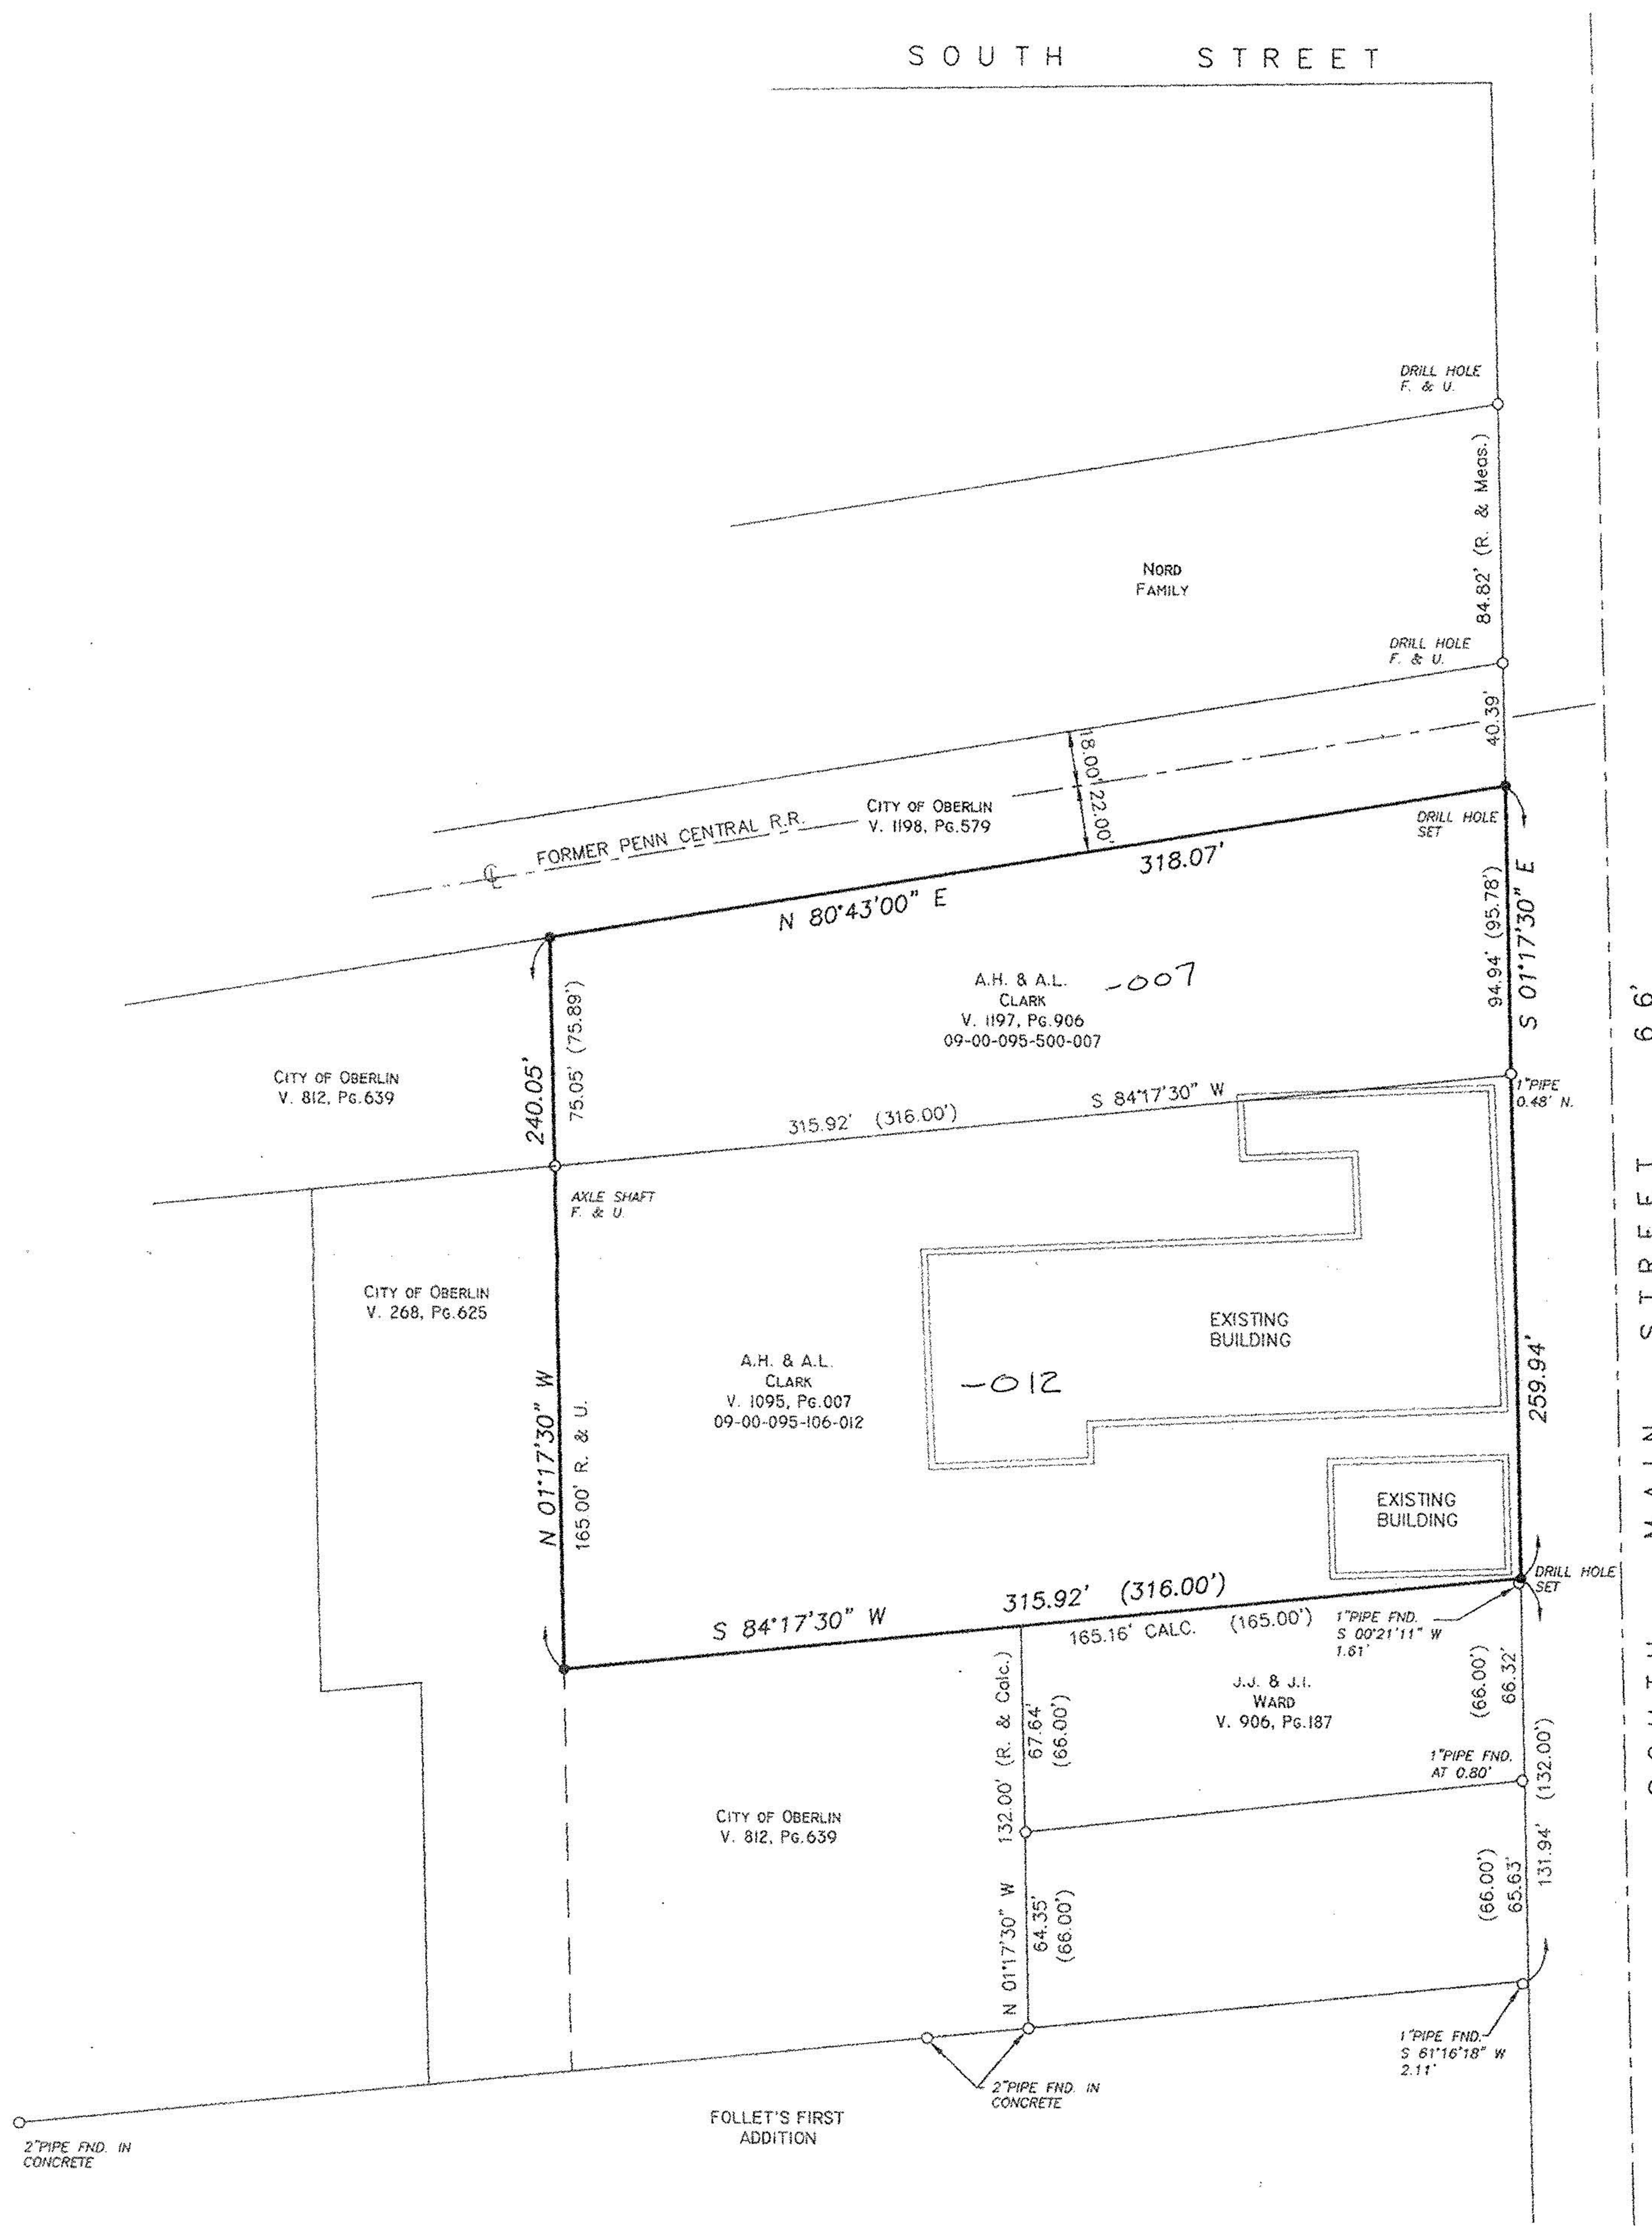 SOUTH STREET
DRILL HOLE
F. & U.
84.82' (R. & Meas.)
NORD
FAMILY
DRILL HOLE
F. & U.
40.39'
18.00'
22.00'
CITY OF OBERLIN
V. 1198, PG.579
FORMER PENN CENTRAL R.R.
℄
DRILL HOLE
SET
318.07'
N 80°43'00" E
94.94' (95.78')
S 01°17'30" E
A.H. & A.L.
CLARK
V. 1197, PG.906
09-00-095-500-007
-007
240.05'
75.05' (75.89')
CITY OF OBERLIN
V. 812, PG.639
1"PIPE
0.48' N.
S 84°17'30" W
315.92' (316.00')
AXLE SHAFT
F. & U.
CITY OF OBERLIN
V. 268, PG.625
EXISTING
BUILDING
A.H. & A.L.
CLARK
V. 1095, PG.007
09-00-095-106-012
-012
259.94'
N 01°17'30" W
165.00' R. & U.
EXISTING
BUILDING
DRILL HOLE
SET
315.92' (316.00')
S 84°17'30" W
165.16' CALC. (165.00')
1"PIPE FND.
S 00°21'11" W
1.61'
J.J. & J.I.
WARD
V. 906, PG.187
(66.00')
66.32'
132.00' (R. & Calc.)
67.64'
(66.00')
1"PIPE FND.
AT 0.80'
131.94' (132.00')
CITY OF OBERLIN
V. 812, PG.639
(66.00')
65.63'
N 01°17'30" W
64.35'
(66.00')
1"PIPE FND.
S 61°16'18" W
2.11'
2"PIPE FND. IN
CONCRETE
FOLLET'S FIRST
ADDITION
2"PIPE FND. IN
CONCRETE
SOUTH MAIN STREET 66'